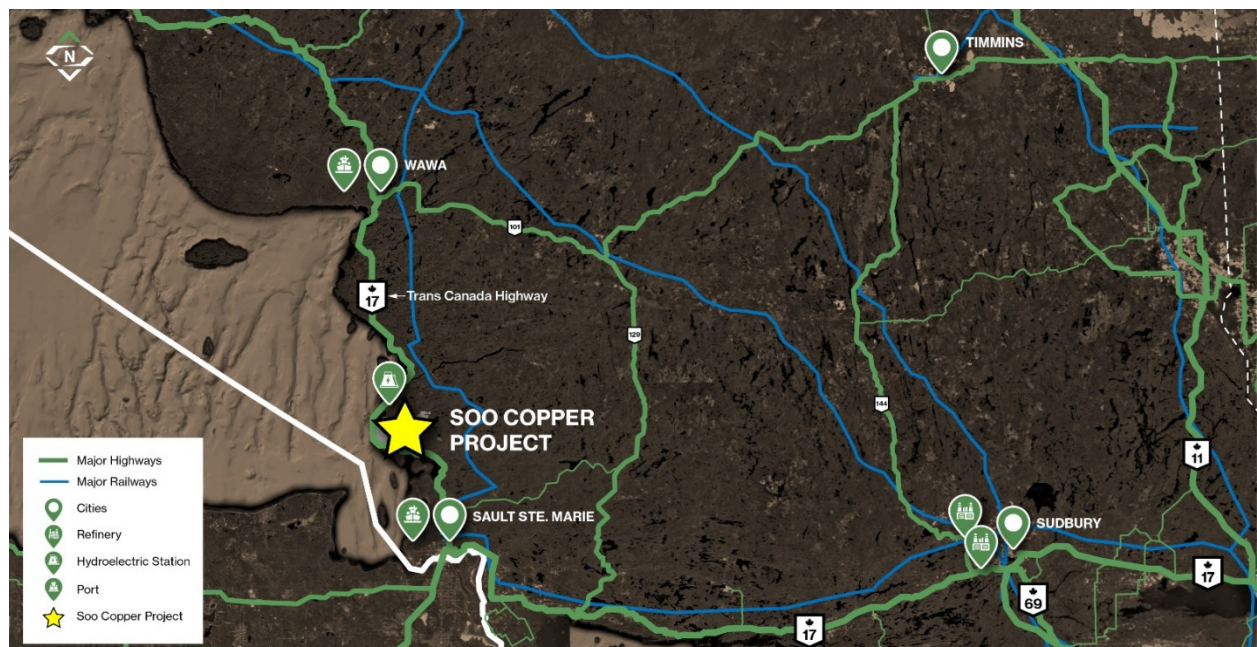 N
TIMMINS
WAWA
101
17
Trans Canada Highway
129
SOO COPPER
PROJECT
144
11
SAULT STE. MARIE
SUDBURY
17
69
17
Major Highways
Major Railways
Cities
Refinery
Hydroelectric Station
Port
Soo Copper Project